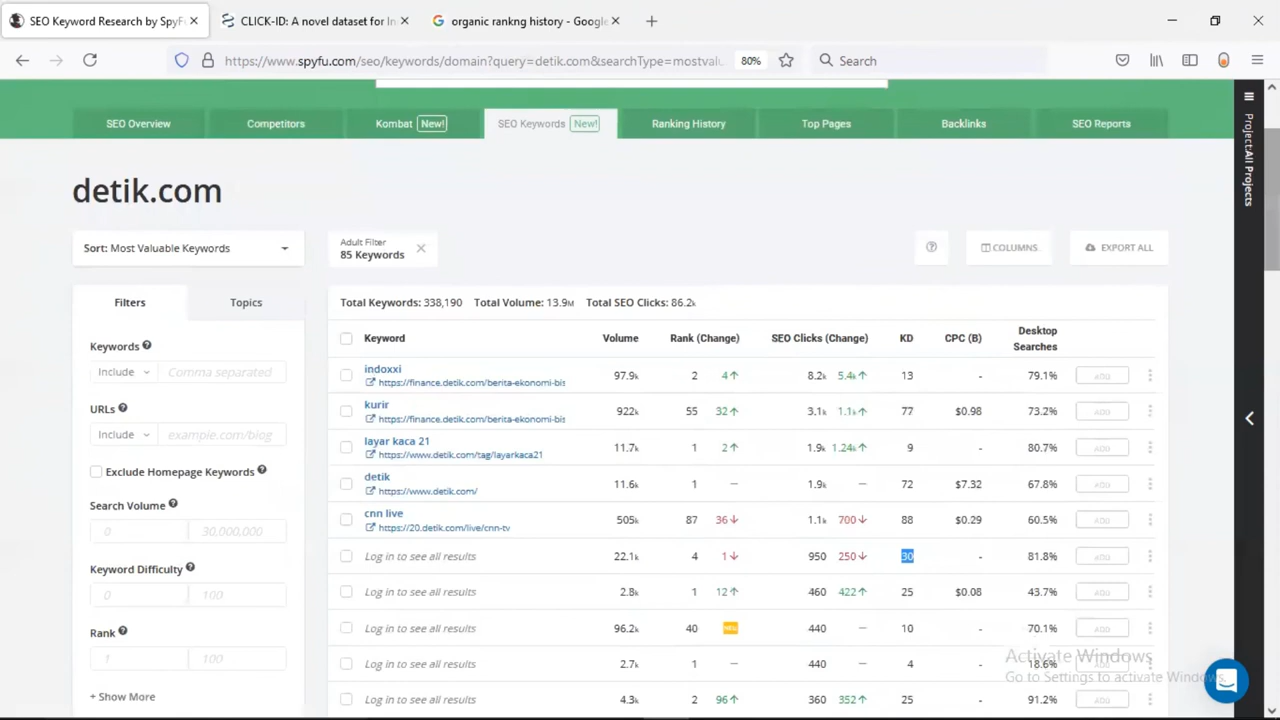 SEO Keyword Research by SpyFu
CLICK-ID: A novel dataset for In
organic rankng history - Google
https://www.spyfu.com/seo/keywords/domain?query=detik.com&searchType=mostvalu
80%
Search
SEO Overview
Competitors
Kombat New!
SEO Keywords New!
Ranking History
Top Pages
Backlinks
SEO Reports
Project:All Projects
detik.com
Sort: Most Valuable Keywords
Adult Filter
85 Keywords
COLUMNS
EXPORT ALL
Filters
Topics
Total Keywords: 338,190 Total Volume: 13.9M Total SEO Clicks: 86.2k
Keywords
Include
Comma separated
URLs
Include
example.com/blog
Exclude Homepage Keywords
Search Volume
0
30,000,000
Keyword Difficulty
0
100
Rank
1
100
+ Show More
Keyword Volume Rank (Change) SEO Clicks (Change) KD CPC (B) Desktop Searches
indoxxi 97.9k 2 4↑ 8.2k 5.4k↑ 13 - 79.1% ADD
https://finance.detik.com/berita-ekonomi-bis
kurir 922k 55 32↑ 3.1k 1.1k↑ 77 $0.98 73.2% ADD
https://finance.detik.com/berita-ekonomi-bis
layar kaca 21 11.7k 1 2↑ 1.9k 1.24k↑ 9 - 80.7% ADD
https://www.detik.com/tag/layarkaca21
detik 11.6k 1 — 1.9k — 72 $7.32 67.8% ADD
https://www.detik.com/
cnn live 505k 87 36↓ 1.1k 700↓ 88 $0.29 60.5% ADD
https://20.detik.com/live/cnn-tv
Log in to see all results 22.1k 4 1↓ 950 250↓ 30 - 81.8% ADD
Log in to see all results 2.8k 1 12↑ 460 422↑ 25 $0.08 43.7% ADD
Log in to see all results 96.2k 40 NEW 440 — 10 - 70.1% ADD
Log in to see all results 2.7k 1 — 440 — 4 - 18.6% ADD
Log in to see all results 4.3k 2 96↑ 360 352↑ 25 - 91.2% ADD
Activate Windows
Go to Settings to activate Windows.